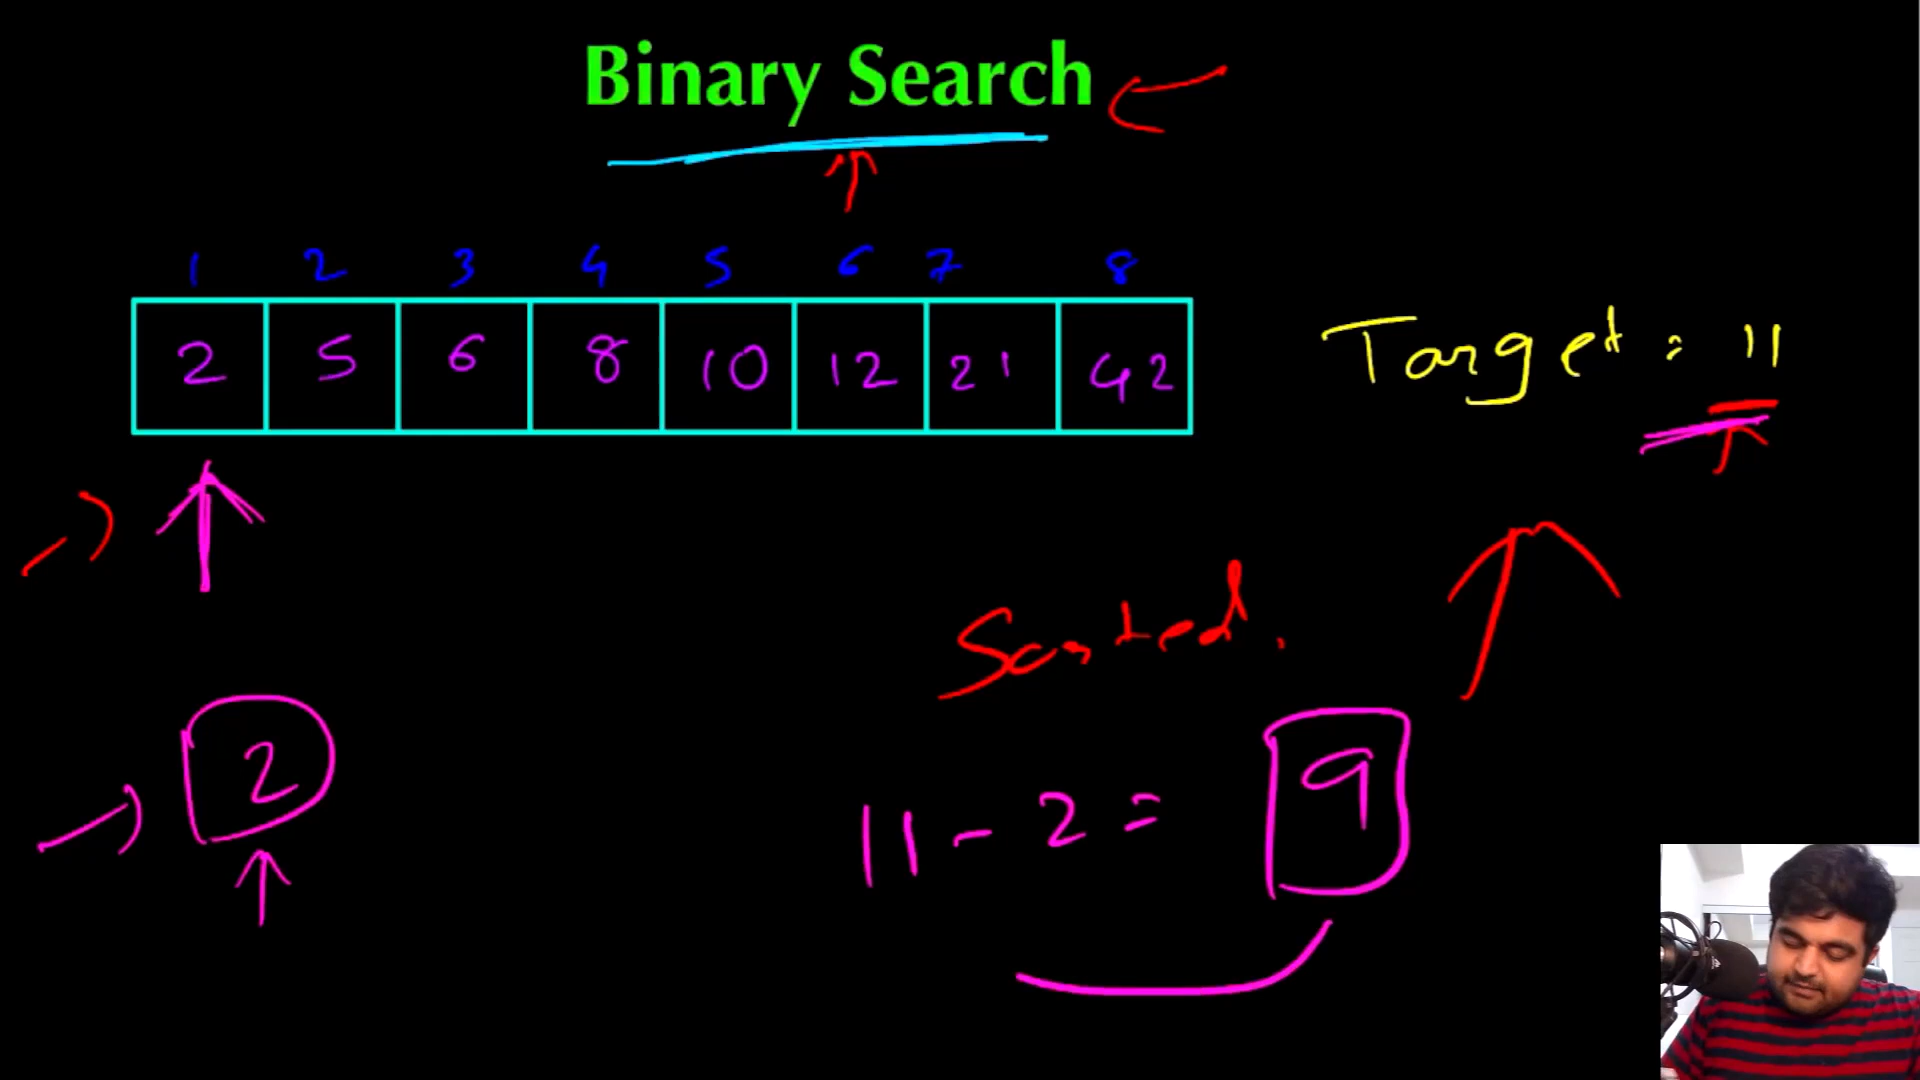 Binary Search
1 2 3 4 5 6 7 8
2 5 6 8 10 12 21 42
Target = 11
Sorted.
2
11 - 2 = 9